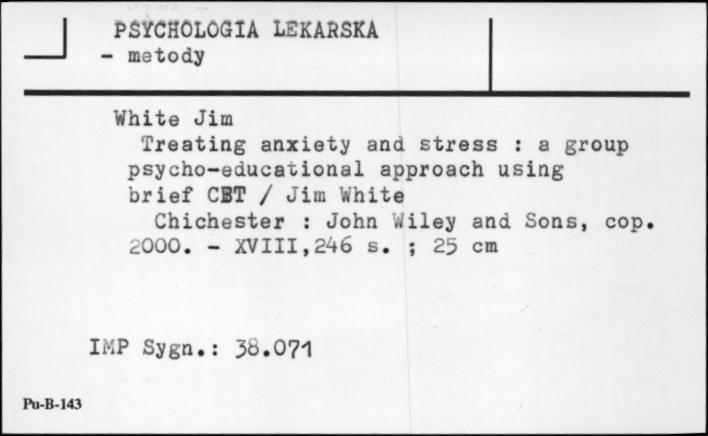 PSYCHOLOGIA LEKARSKA
- metody
White Jim
Treating anxiety and stress : a group
psycho-educational approach using
brief CBT / Jim White
Chichester : John Wiley and Sons, cop.
2000. - XVIII,246 s. ; 25 cm
IMP Sygn.: 38.071
Pu-B-143